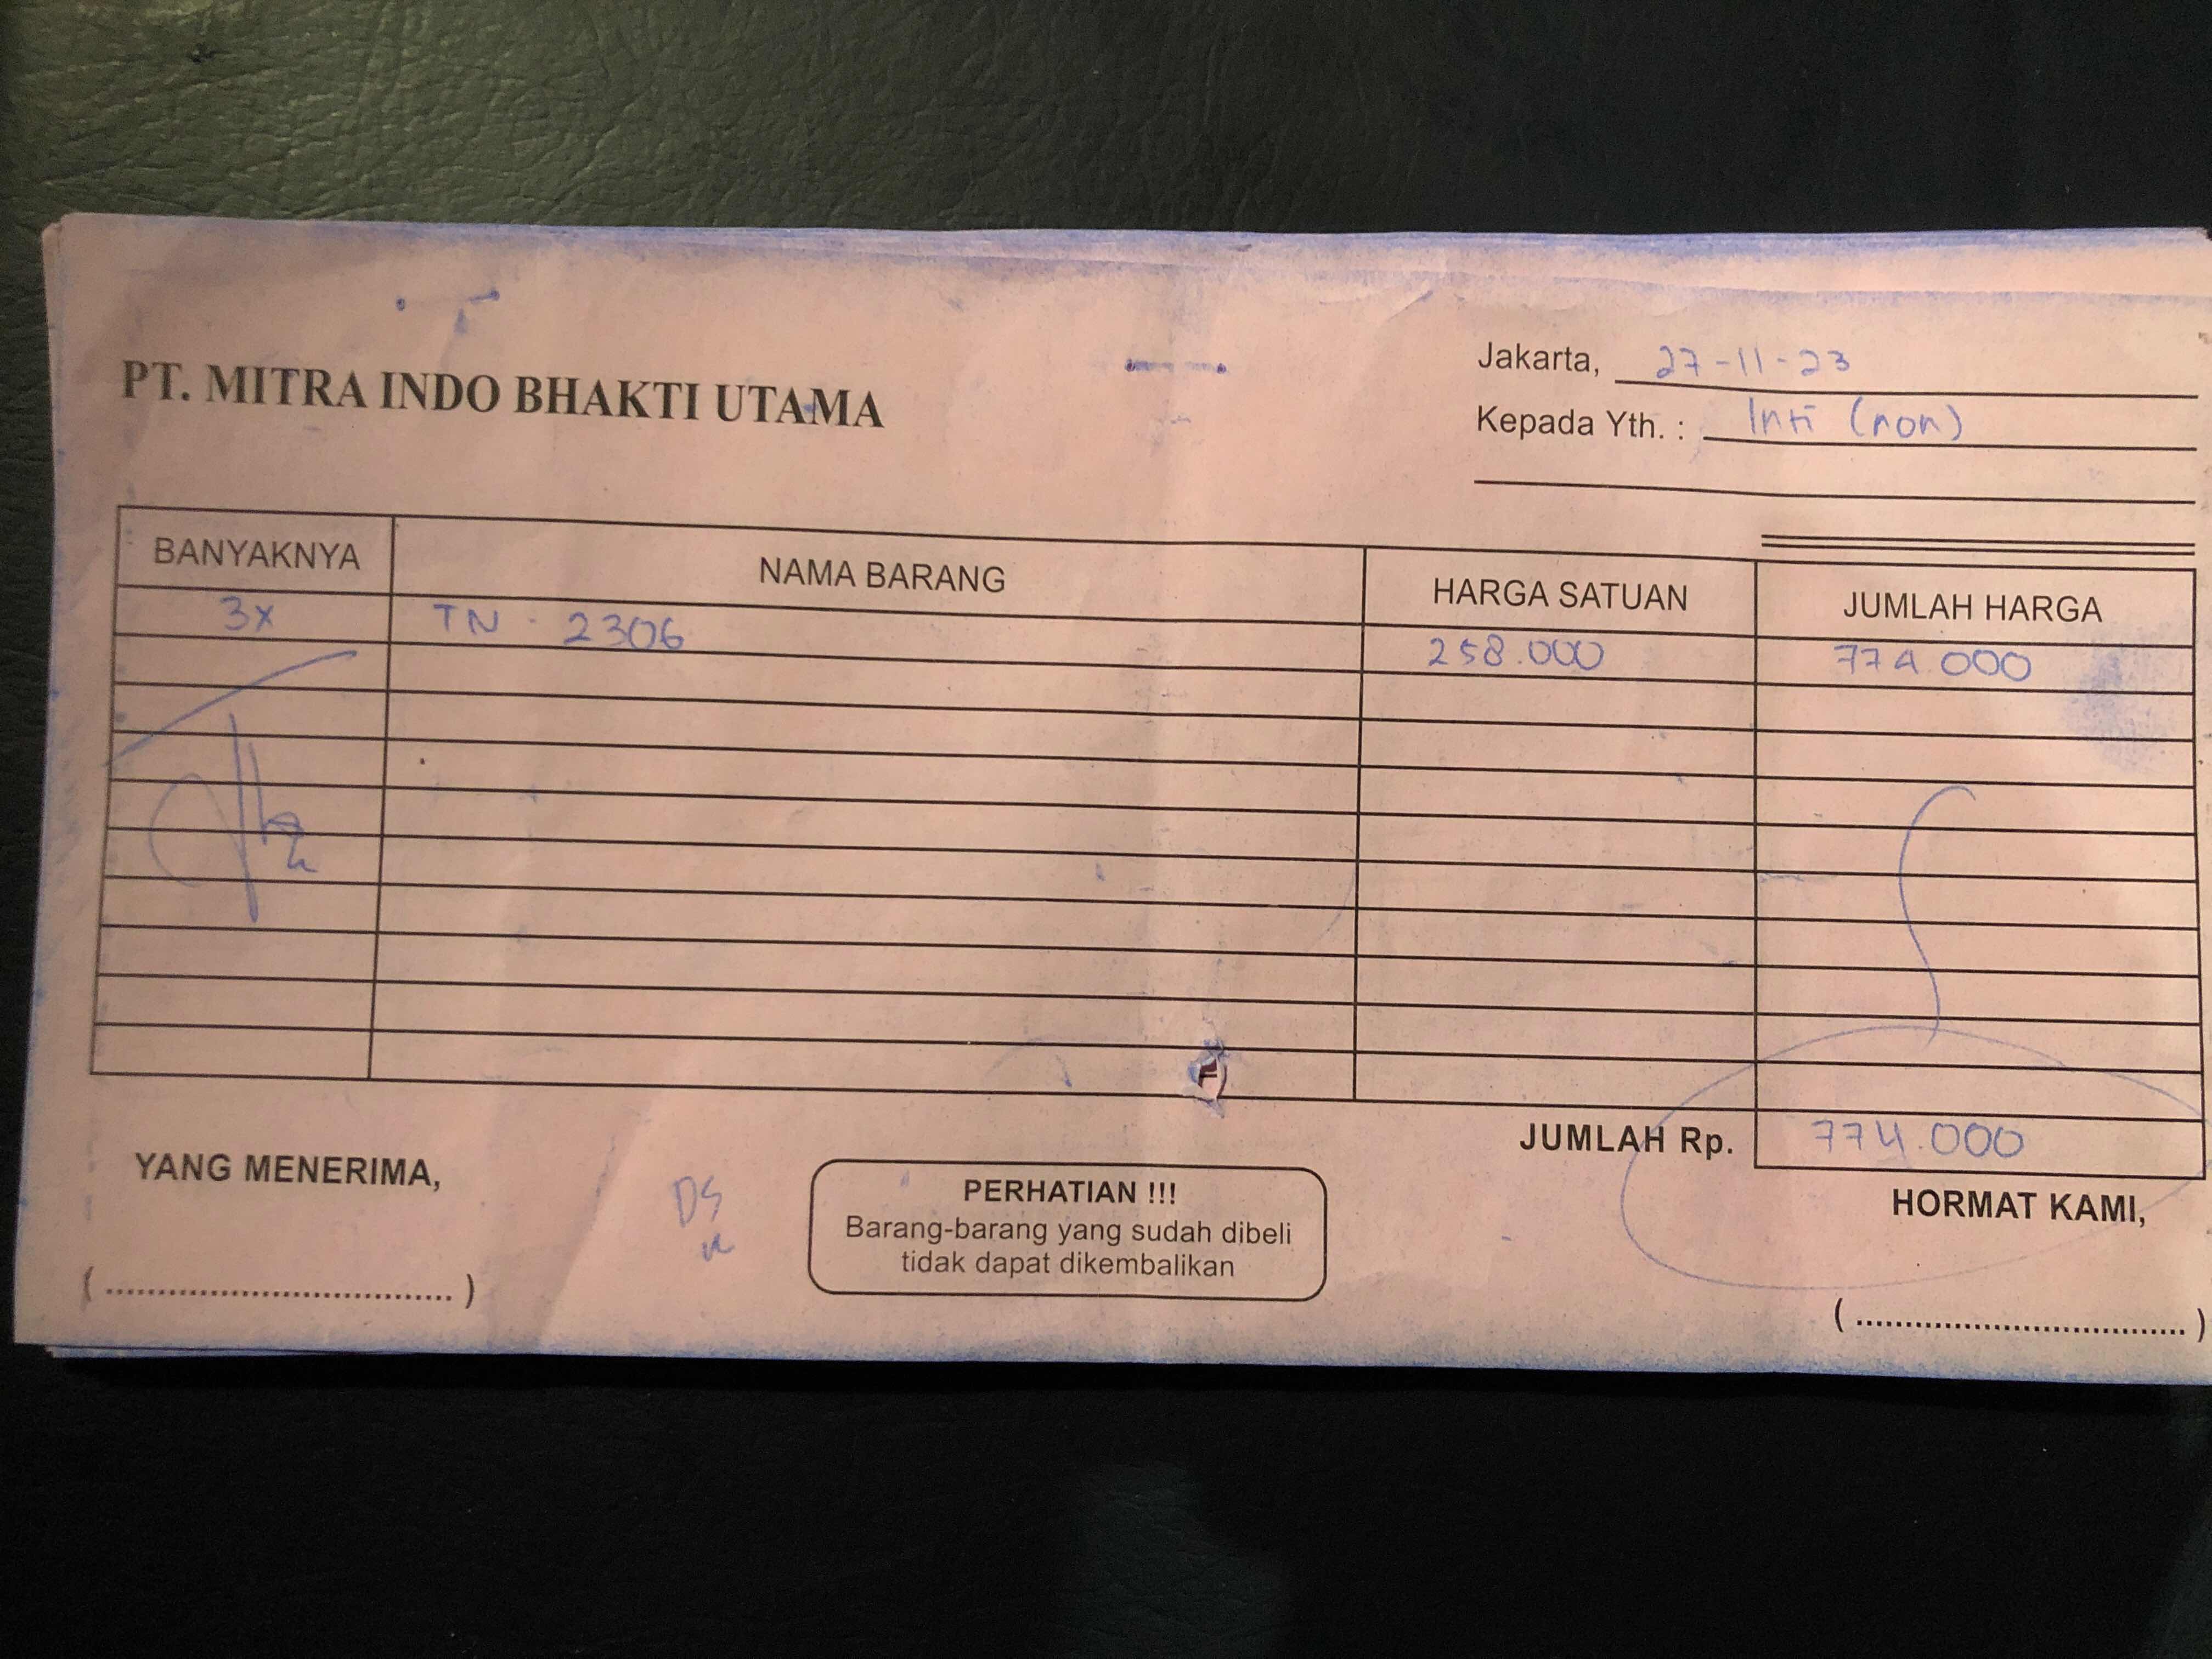 PT. MITRA INDO BHAKTI UTAMA
Jakarta, 27-11-23
Kepada Yth. : Inti (non)
BANYAKNYA NAMA BARANG HARGA SATUAN JUMLAH HARGA
3x TN - 2306 258.000 774.000
JUMLAH Rp. 774.000
YANG MENERIMA,
DS
PERHATIAN !!!
Barang-barang yang sudah dibeli
tidak dapat dikembalikan
HORMAT KAMI,
(..................................)
(..................................)